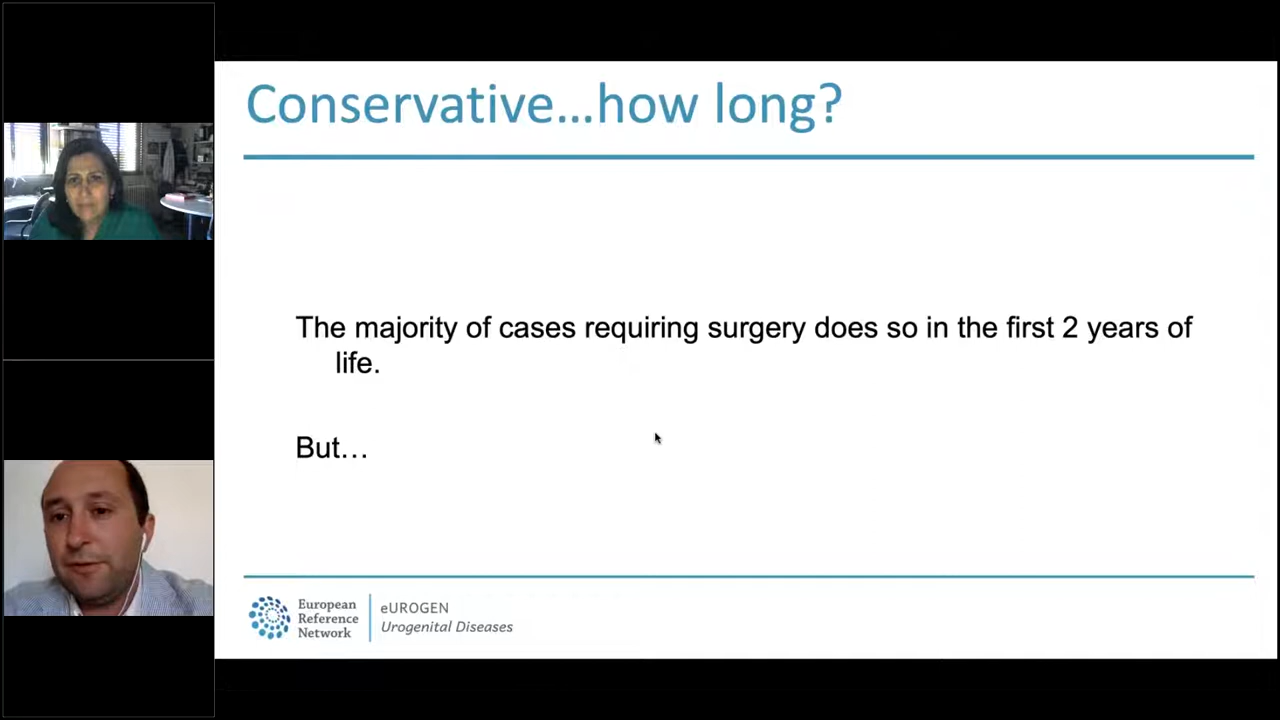 Conservative…how long?
The majority of cases requiring surgery does so in the first 2 years of
life.
But…
European
Reference
Network
eUROGEN
Urogenital Diseases